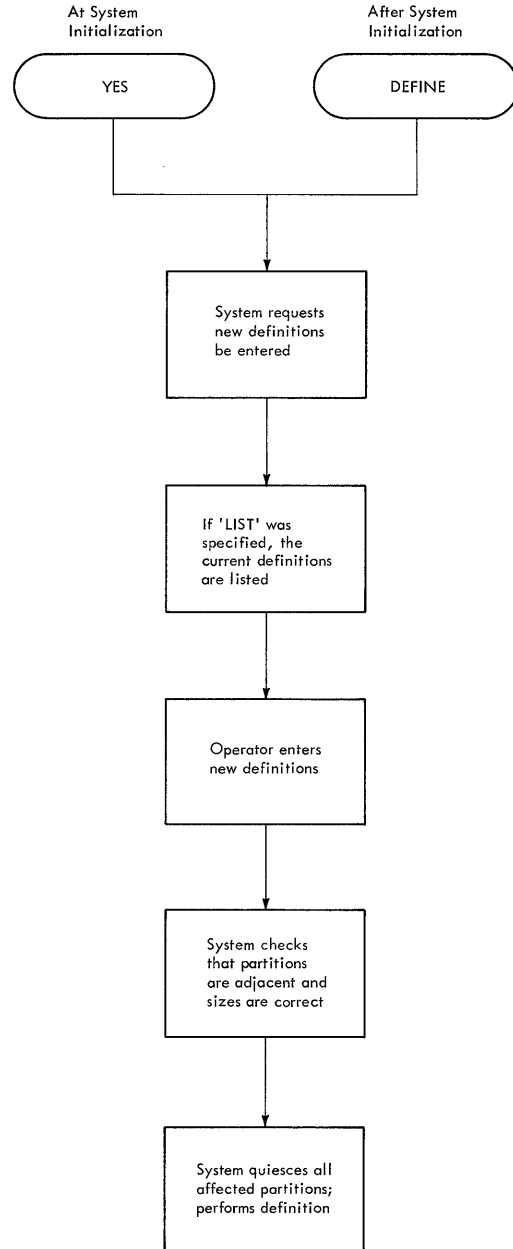 At System
Initialization
After System
Initialization
YES
DEFINE
System requests
new definitions
be entered
If 'LIST' was
specified, the
current definitions
are listed
Operator enters
new definitions
System checks
that partitions
are adjacent and
sizes are correct
System quiesces all
affected partitions;
performs definition